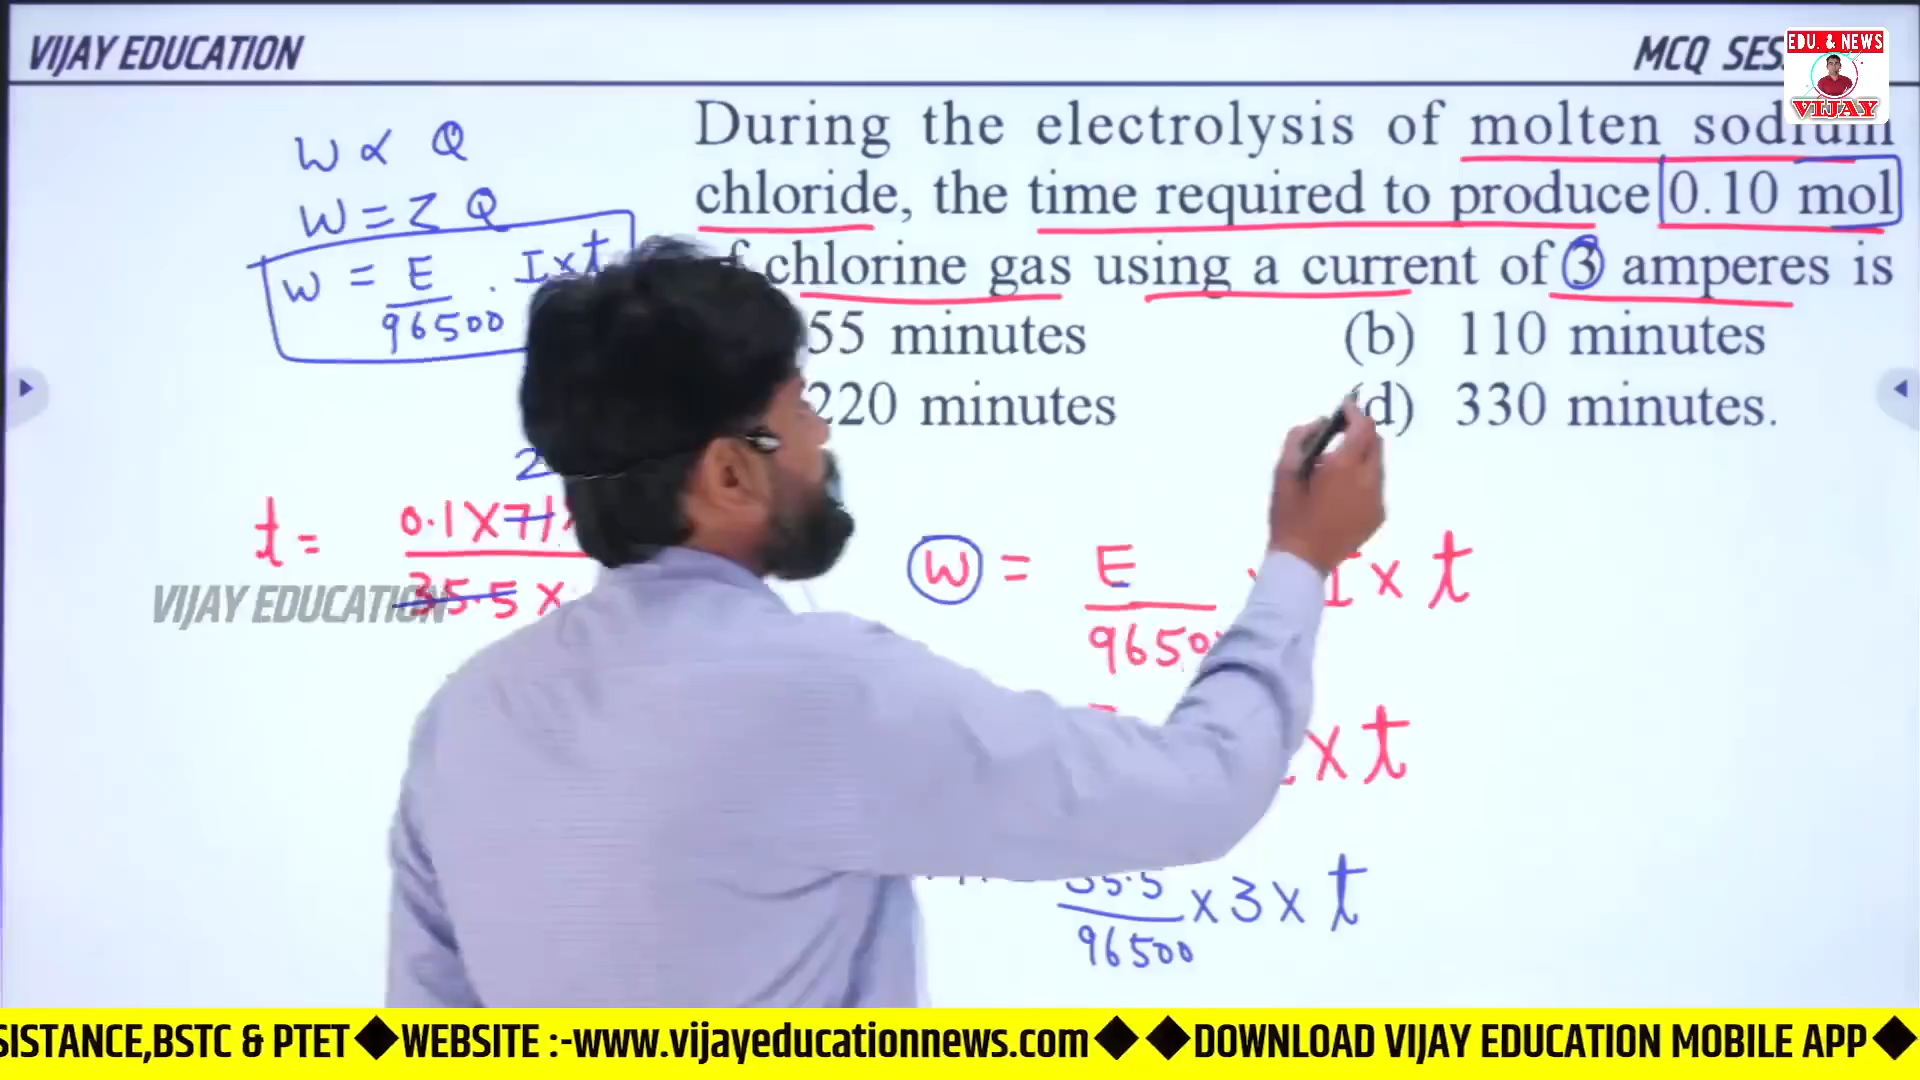 VIJAY EDUCATION
MCQ SES
EDU. & NEWS
VIJAY
During the electrolysis of molten sodium
chloride, the time required to produce 0.10 mol
chlorine gas using a current of 3 amperes is
55 minutes
(b) 110 minutes
220 minutes
(d) 330 minutes.
W ∝ Q
W = Z Q
W = E/96500 . I×t
2
t = 0.1×71
35.5 ×
VIJAY EDUCATION
W = E
I × t
× t
35.5/96500 × 3 × t
SISTANCE,BSTC & PTET◆WEBSITE :-www.vijayeducationnews.com◆ ◆DOWNLOAD VIJAY EDUCATION MOBILE APP◆